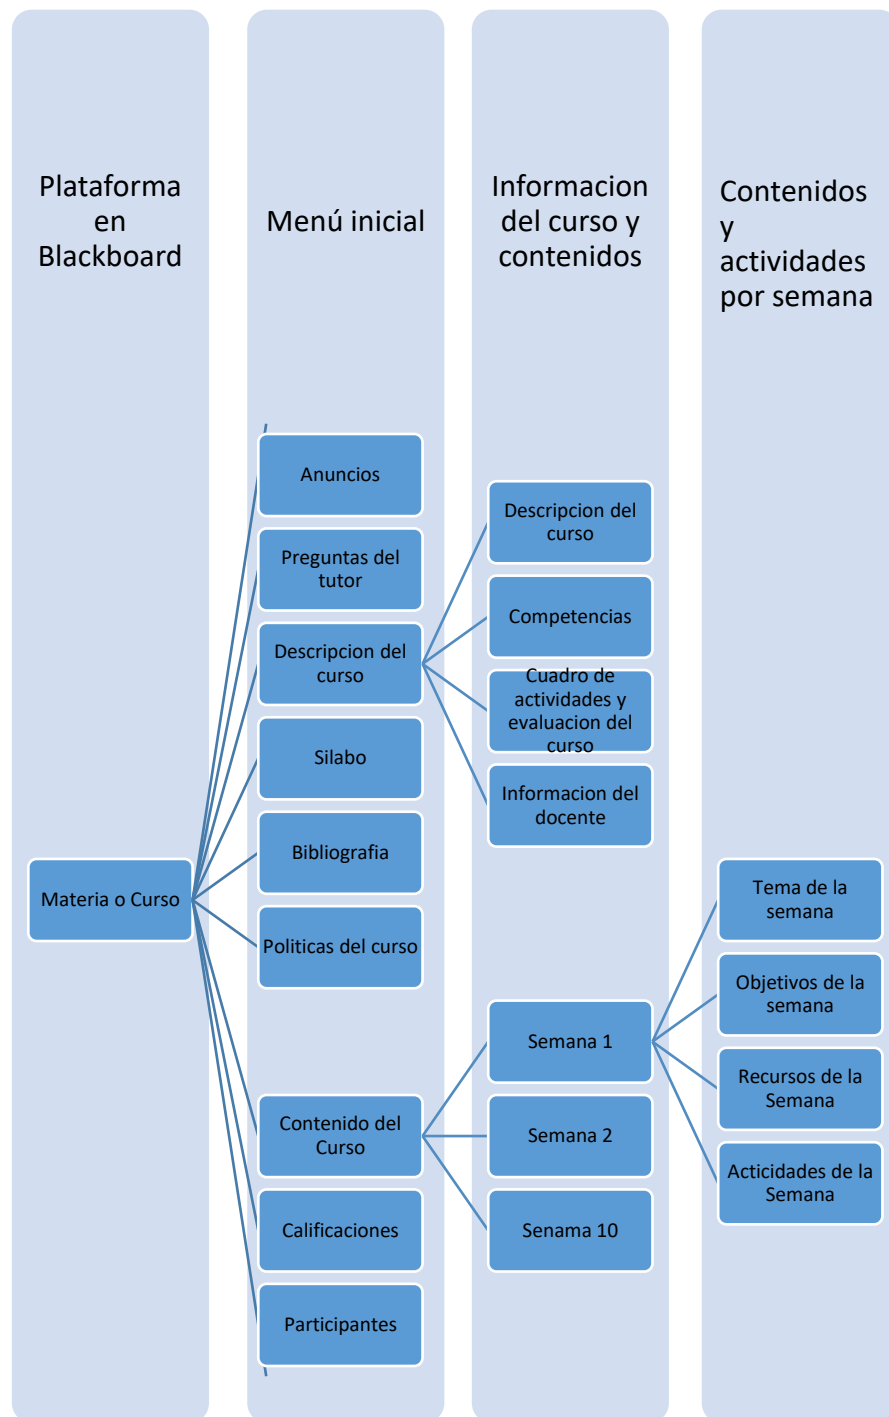 Plataforma
en
Blackboard
Menú inicial
Informacion
del curso y
contenidos
Contenidos
y
actividades
por semana
Materia o Curso
Anuncios
Preguntas del
tutor
Descripcion del
curso
Silabo
Bibliografia
Politicas del curso
Contenido del
Curso
Calificaciones
Participantes
Descripcion del
curso
Competencias
Cuadro de
actividades y
evaluacion del
curso
Informacion del
docente
Semana 1
Semana 2
Senama 10
Tema de la
semana
Objetivos de la
semana
Recursos de la
Semana
Acticidades de la
Semana